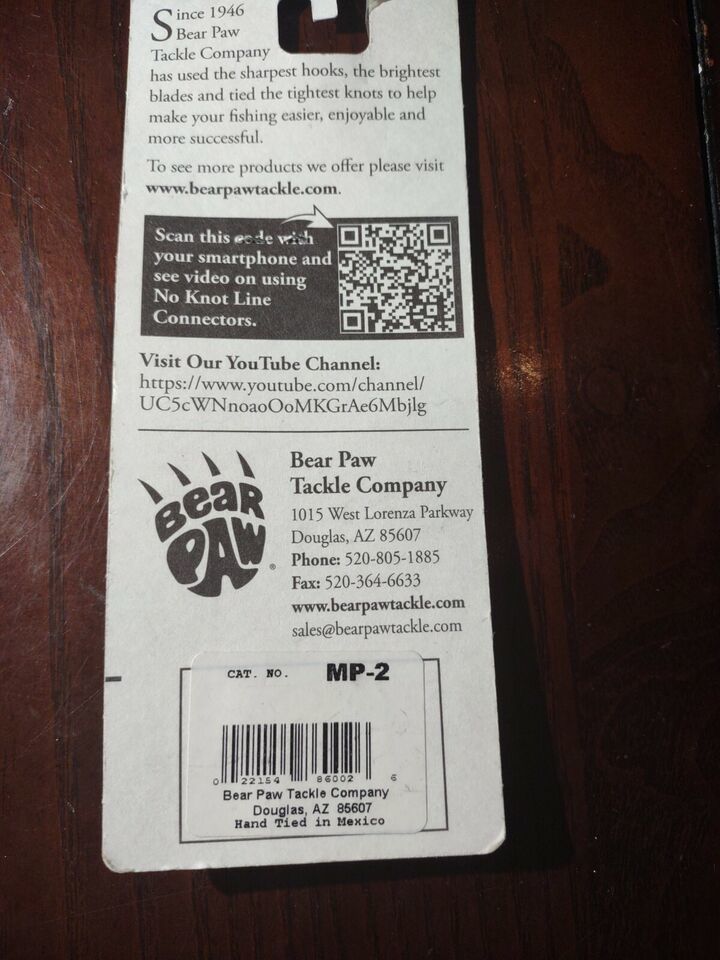 Since 1946
Bear Paw
Tackle Company
has used the sharpest hooks, the brightest
blades and tied the tightest knots to help
make your fishing easier, enjoyable and
more successful.
To see more products we offer please visit
www.bearpawtackle.com.
Scan this code with
your smartphone and
see video on using
No Knot Line
Connectors.
Visit Our YouTube Channel:
https://www.youtube.com/channel/
UC5cWNnoaoOoMKGrAe6Mbjlg
BEAR
PAW
®
Bear Paw
Tackle Company
1015 West Lorenza Parkway
Douglas, AZ 85607
Phone: 520-805-1885
Fax: 520-364-6633
www.bearpawtackle.com
sales@bearpawtackle.com
CAT. NO. MP-2
0 22154 86002 6
Bear Paw Tackle Company
Douglas, AZ 85607
Hand Tied in Mexico